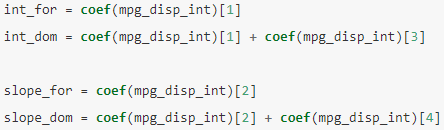 int_for = coef(mpg_disp_int)[1]
int_dom = coef(mpg_disp_int)[1] + coef(mpg_disp_int)[3]
slope_for = coef(mpg_disp_int)[2]
slope_dom = coef(mpg_disp_int)[2] + coef(mpg_disp_int)[4]